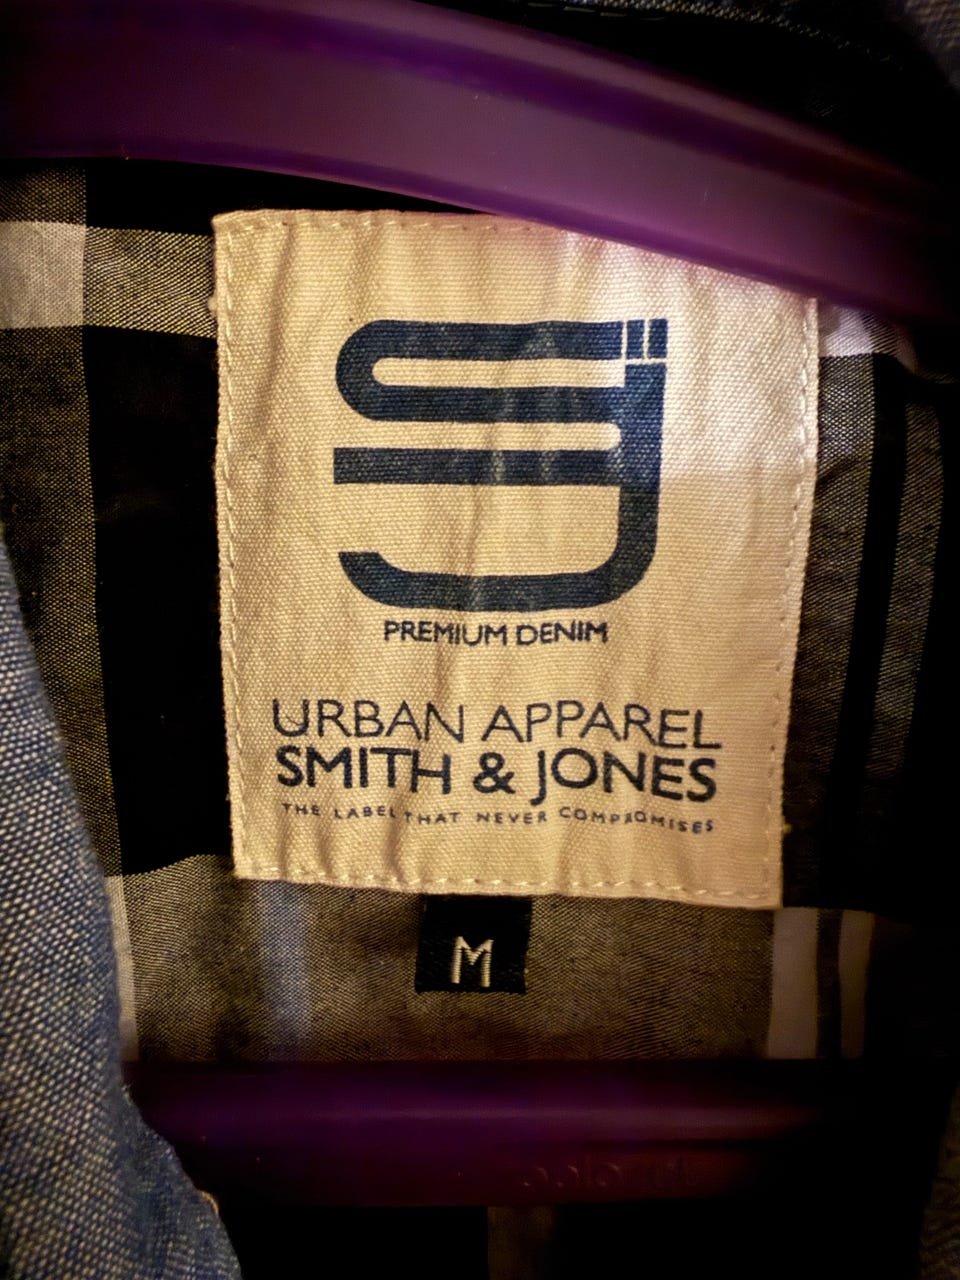 SJ
PREMIUM DENIM
URBAN APPAREL
SMITH & JONES
THE LABEL THAT NEVER COMPROMISES
M